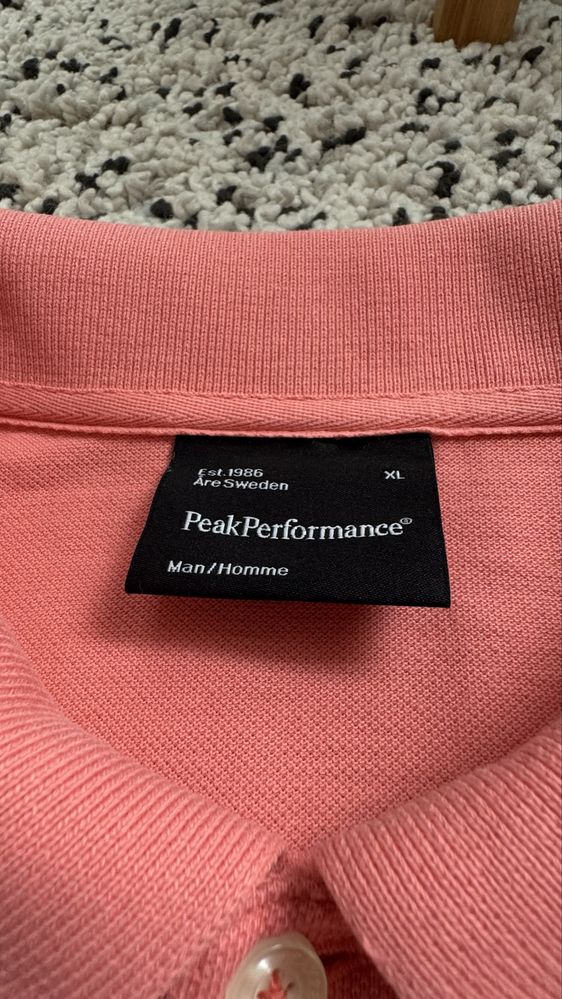 Est.1986
XL
Åre Sweden
PeakPerformance®
Man/Homme